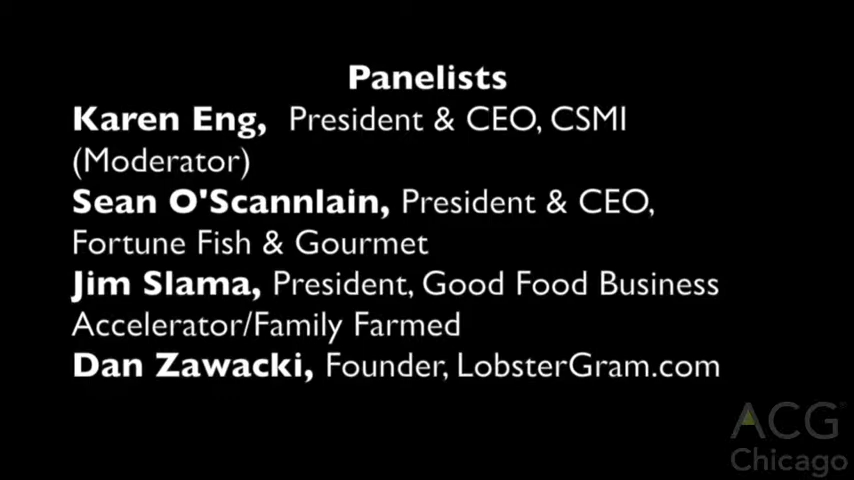 Panelists
Karen Eng, President & CEO, CSMI
(Moderator)
Sean O'Scannlain, President & CEO,
Fortune Fish & Gourmet
Jim Slama, President, Good Food Business
Accelerator/Family Farmed
Dan Zawacki, Founder, LobsterGram.com
ACG®
Chicago